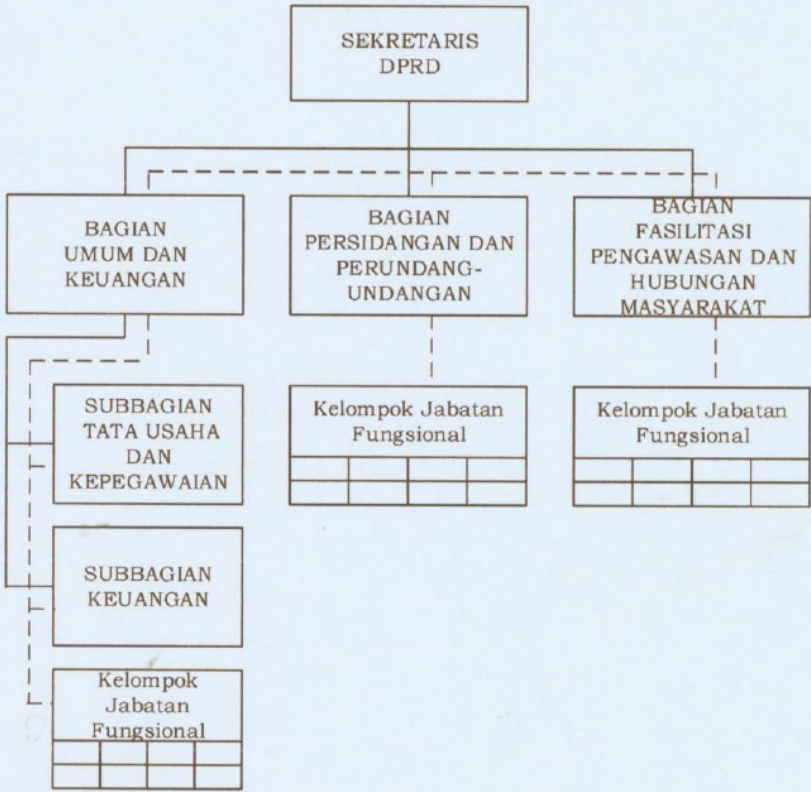 SEKRETARIS
DPRD
BAGIAN
UMUM DAN
KEUANGAN
BAGIAN
PERSIDANGAN DAN
PERUNDANG-
UNDANGAN
BAGIAN
FASILITASI
PENGAWASAN DAN
HUBUNGAN
MASYARAKAT
SUBBAGIAN
TATA USAHA
DAN
KEPEGAWAIAN
Kelompok Jabatan
Fungsional
Kelompok Jabatan
Fungsional
SUBBAGIAN
KEUANGAN
Kelompok
Jabatan
Fungsional